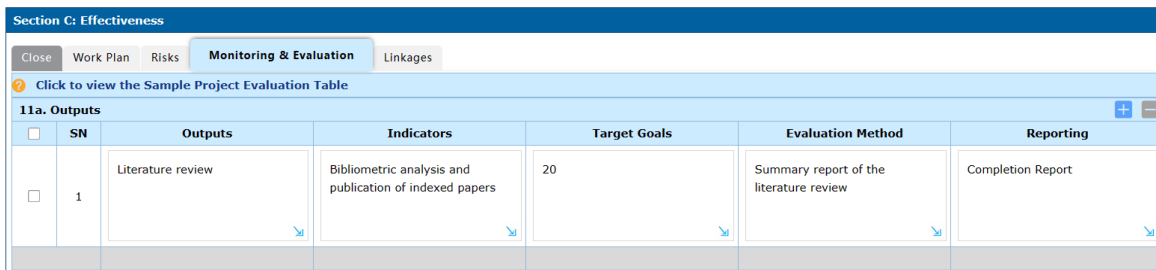 Section C: Effectiveness
Close Work Plan Risks Monitoring & Evaluation Linkages
? Click to view the Sample Project Evaluation Table
11a. Outputs
SN Outputs Indicators Target Goals Evaluation Method Reporting
1 Literature review Bibliometric analysis and 20 Summary report of the Completion Report
publication of indexed papers literature review